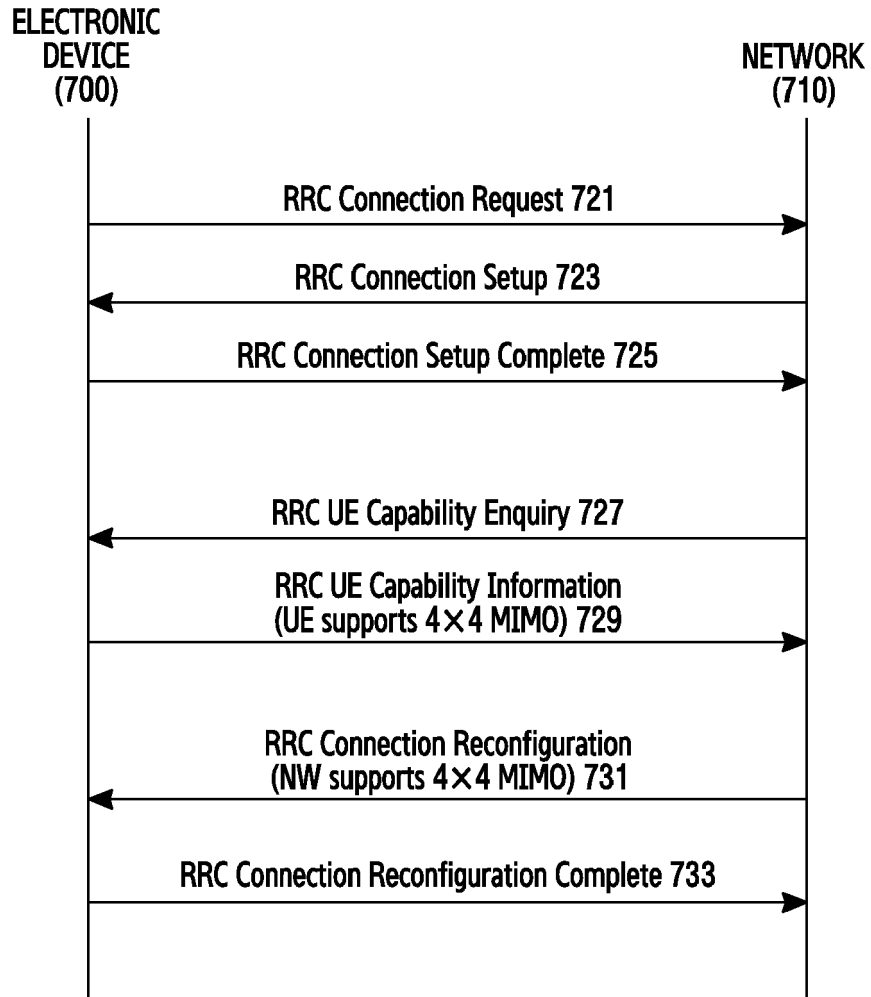 ELECTRONIC
DEVICE
(700)
NETWORK
(710)
RRC Connection Request 721
RRC Connection Setup 723
RRC Connection Setup Complete 725
RRC UE Capability Enquiry 727
RRC UE Capability Information
(UE supports 4×4 MIMO) 729
RRC Connection Reconfiguration
(NW supports 4×4 MIMO) 731
RRC Connection Reconfiguration Complete 733